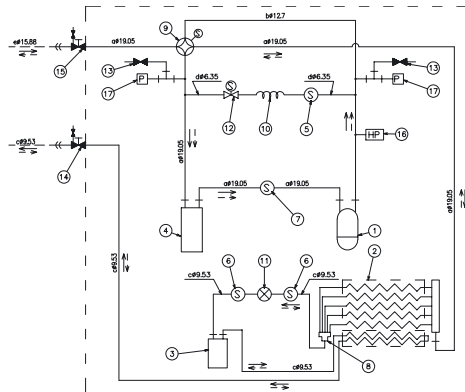 b#12.7
9
S
e#15.88
a#19.05
a#19.05
15
13
13
P
P
17
17
d#6.35
d#6.35
S
S
12
10
5
c#9.53
14
a#19.05
HP
16
a#19.05
a#19.05
S
7
4
1
a#19.05
2
6
11
6
c#9.53
c#9.53
S
S
c#9.53
3
8
c#9.53